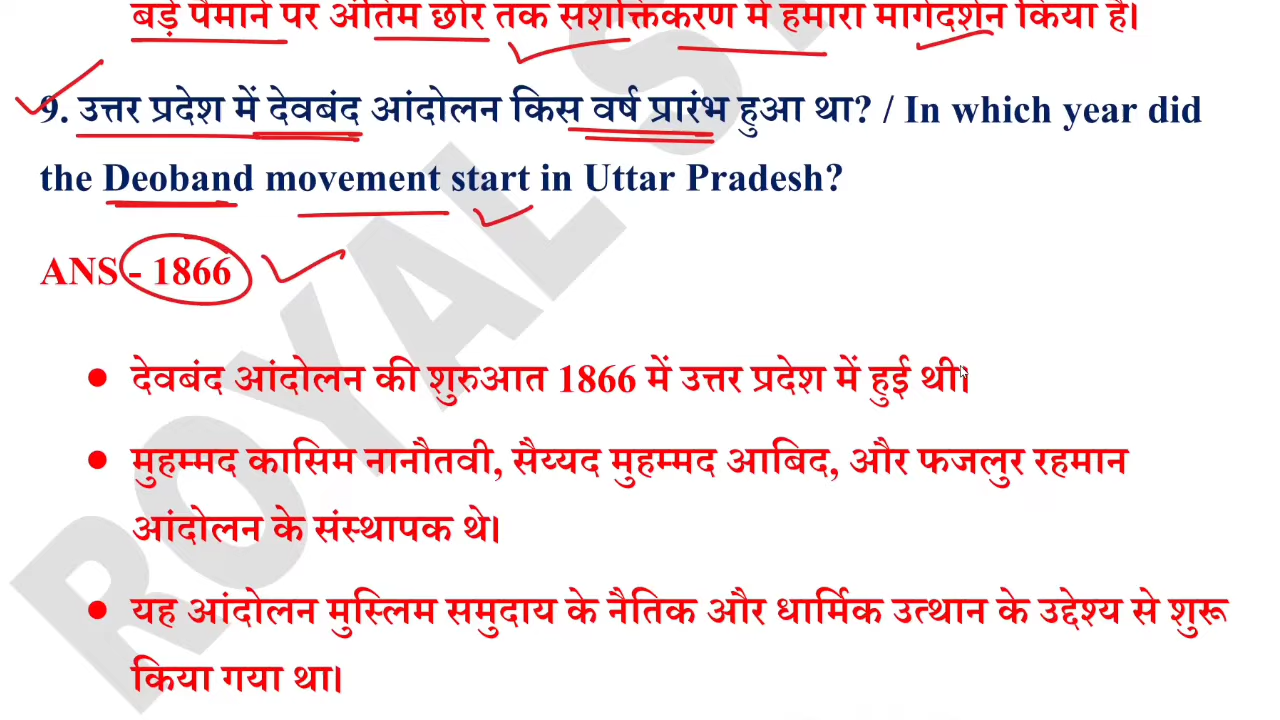 बड़े पैमाने पर अंतिम छोर तक सशक्तिकरण में हमारा मार्गदर्शन किया है।
9. उत्तर प्रदेश में देवबंद आंदोलन किस वर्ष प्रारंभ हुआ था? / In which year did
the Deoband movement start in Uttar Pradesh?
ANS - 1866
● देवबंद आंदोलन की शुरुआत 1866 में उत्तर प्रदेश में हुई थी।
● मुहम्मद कासिम नानौतवी, सैय्यद मुहम्मद आबिद, और फजलुर रहमान
आंदोलन के संस्थापक थे।
● यह आंदोलन मुस्लिम समुदाय के नैतिक और धार्मिक उत्थान के उद्देश्य से शुरू
किया गया था।
ROYAL